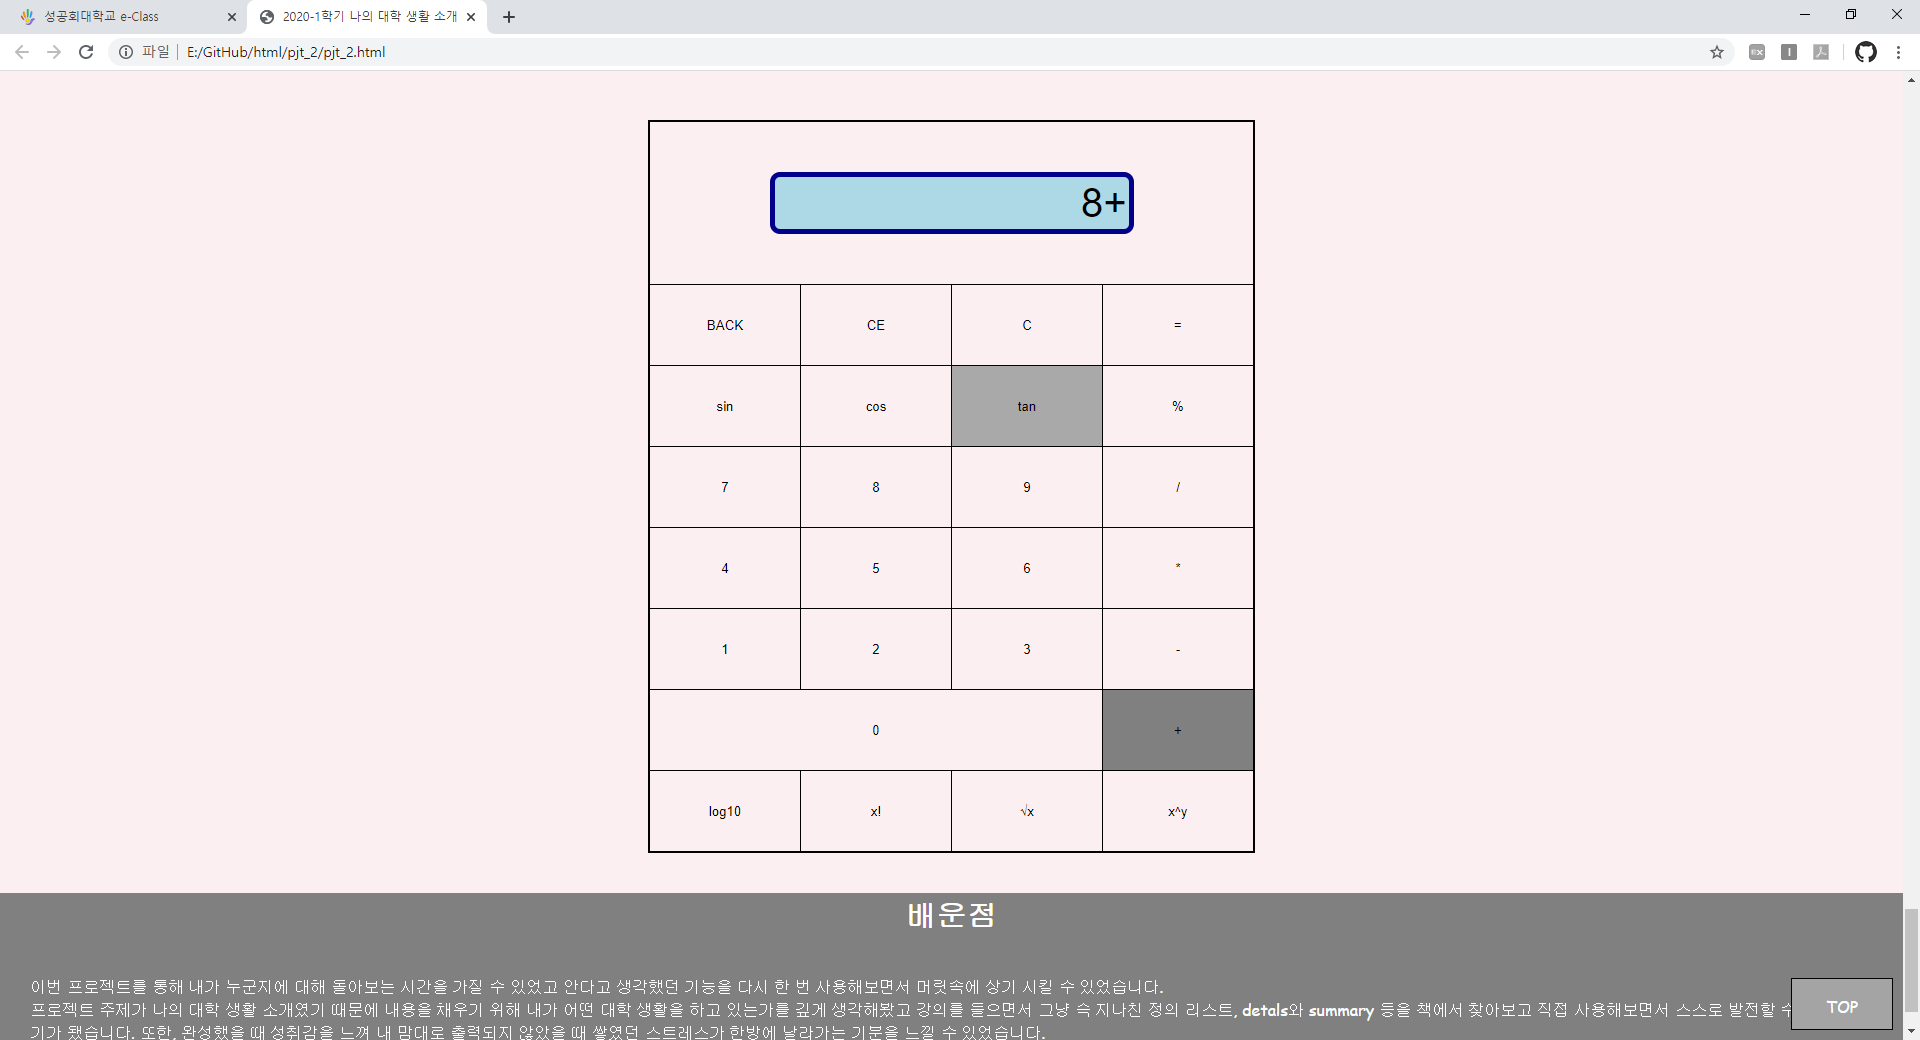 성공회대학교 e-Class
2020-1학기 나의 대학 생활 소개
파일 E:/GitHub/html/pjt_2/pjt_2.html
8+
BACK CE C =
sin cos tan %
7 8 9 /
4 5 6 *
1 2 3 -
0 +
log10 x! √x x^y
배운점
이번 프로젝트를 통해 내가 누군지에 대해 돌아보는 시간을 가질 수 있었고 안다고 생각했던 기능을 다시 한 번 사용해보면서 머릿속에 상기 시킬 수 있었습니다.
프로젝트 주제가 나의 대학 생활 소개였기 때문에 내용을 채우기 위해 내가 어떤 대학 생활을 하고 있는가를 깊게 생각해봤고 강의를 들으면서 그냥 슥 지나친 정의 리스트, detals와 summary 등을 책에서 찾아보고 직접 사용해보면서 스스로 발전할 수
기가 됐습니다. 또한, 완성했을 때 성취감을 느껴 내 맘대로 출력되지 않았을 때 쌓였던 스트레스가 한방에 날라가는 기분을 느낄 수 있었습니다.
TOP